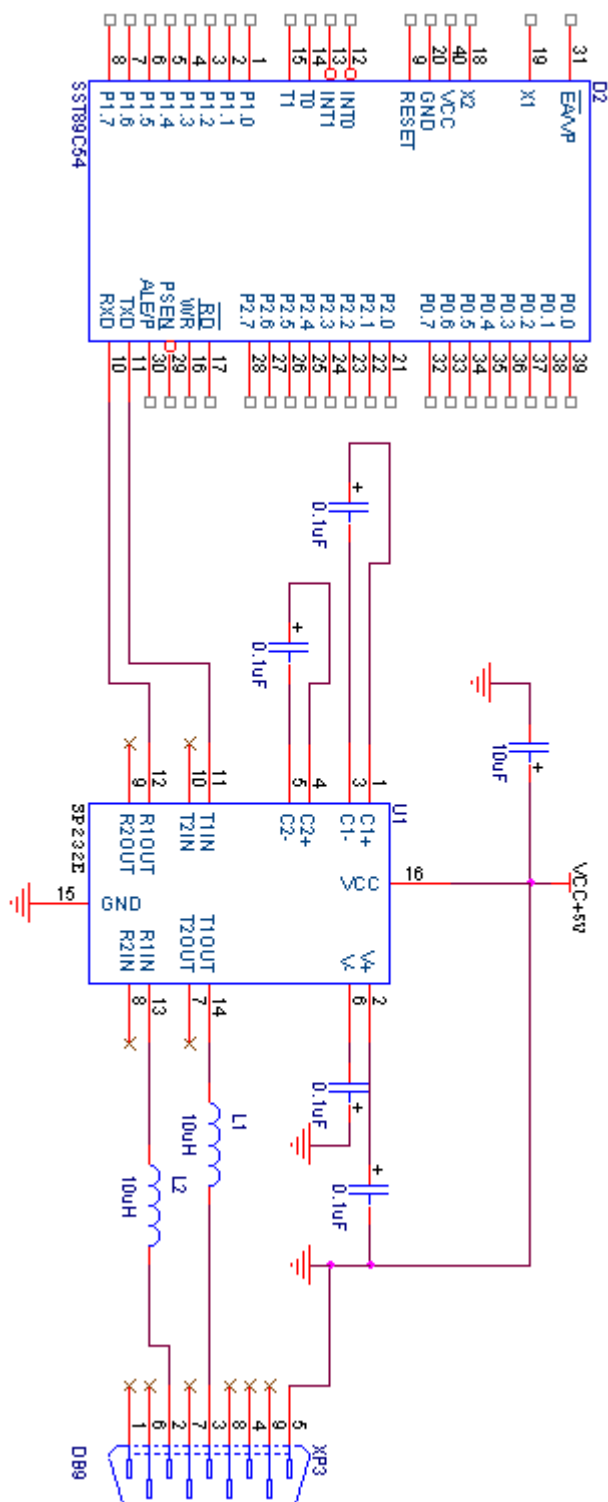 D2
31
EA/VP
19
X1
18
X2
40
VCC
20
GND
9
RESET
12
INT0
13
INT1
14
T0
15
T1
1
P1.0
2
P1.1
3
P1.2
4
P1.3
5
P1.4
6
P1.5
7
P1.6
8
P1.7
SST89C54
P0.0
39
P0.1
38
P0.2
37
P0.3
36
P0.4
35
P0.5
34
P0.6
33
P0.7
32
P2.0
21
P2.1
22
P2.2
23
P2.3
24
P2.4
25
P2.5
26
P2.6
27
P2.7
28
RD
17
WR
16
PSEN
29
ALE/P
30
TXD
11
RXD
10
+
0.1uF
+
0.1uF
10uF
+
VCC+5V
U1
1
C1+
3
C1-
4
C2+
5
C2-
11
T1IN
10
T2IN
12
R1OUT
9
R2OUT
SP232E
VCC
16
GND
15
V+
2
V-
6
T1OUT
14
T2OUT
7
R1IN
13
R2IN
8
0.1uF
+
+
0.1uF
L1
10uH
L2
10uH
XP3
5
9
4
8
3
7
2
6
1
DB9